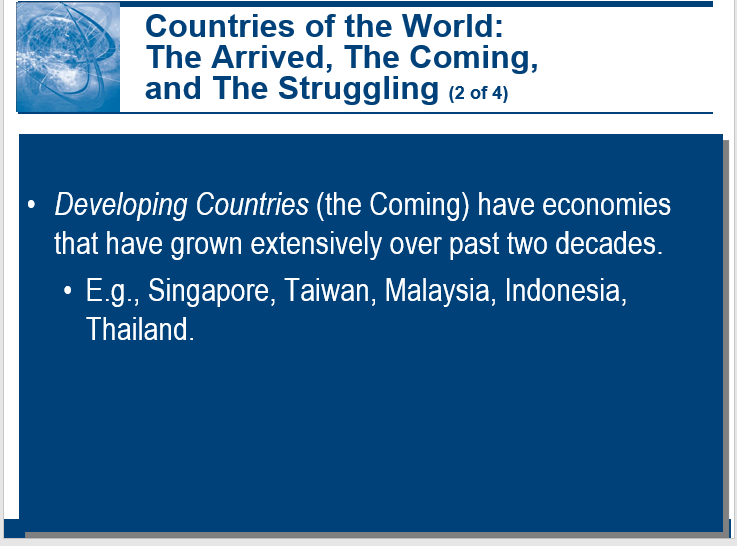 Countries of the World:
The Arrived, The Coming,
and The Struggling (2 of 4)
• Developing Countries (the Coming) have economies
that have grown extensively over past two decades.
• E.g., Singapore, Taiwan, Malaysia, Indonesia,
Thailand.